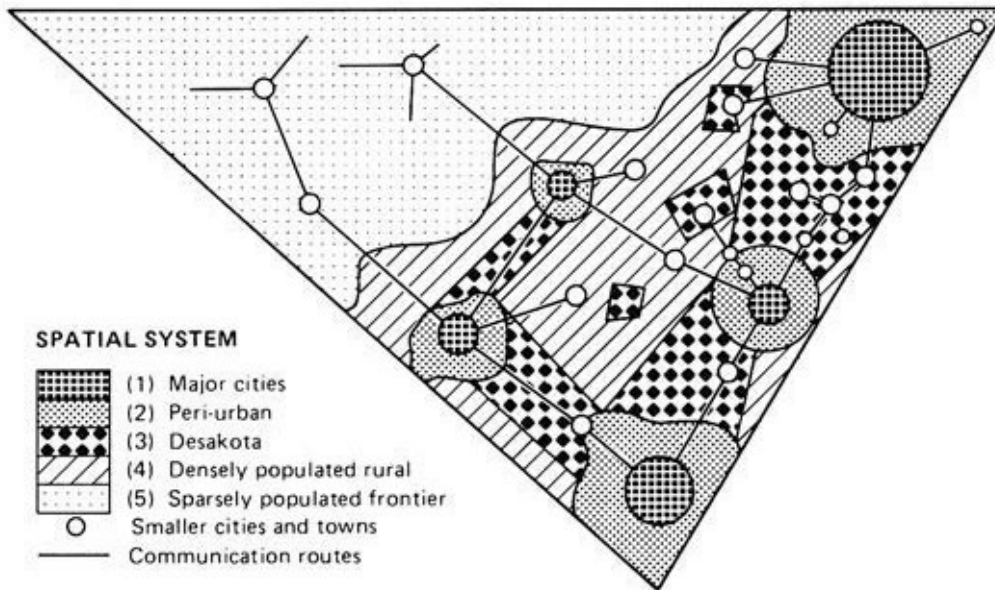 SPATIAL SYSTEM
(1) Major cities
(2) Peri-urban
(3) Desakota
(4) Densely populated rural
(5) Sparsely populated frontier
Smaller cities and towns
Communication routes